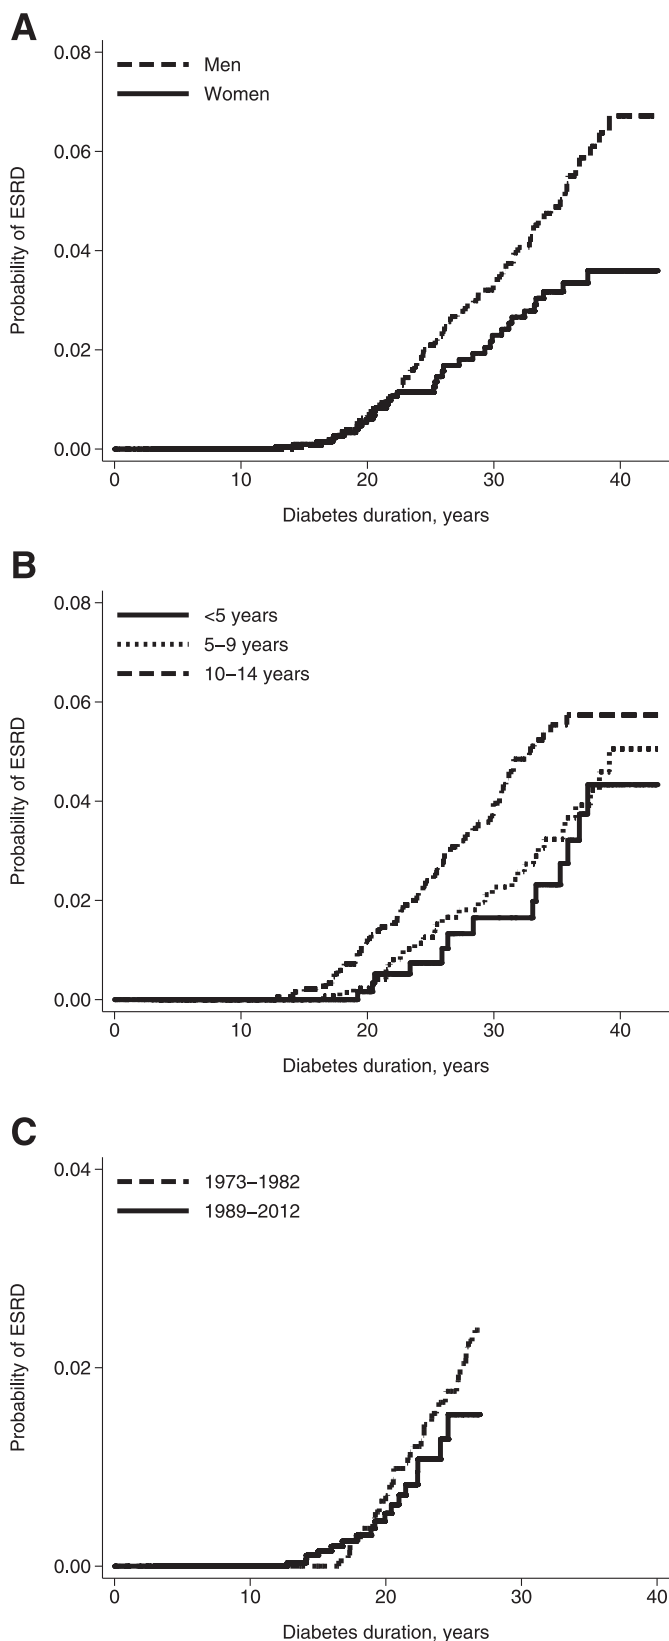 A
0.08
Men
Women
0.06
0.04
0.02
0.00
0 10 20 30 40
Probability of ESRD
Diabetes duration, years
B
0.08
<5 years
5–9 years
10–14 years
0.06
0.04
0.02
0.00
0 10 20 30 40
Probability of ESRD
Diabetes duration, years
C
0.04
1973–1982
1989–2012
0.02
0.00
0 10 20 30 40
Probability of ESRD
Diabetes duration, years